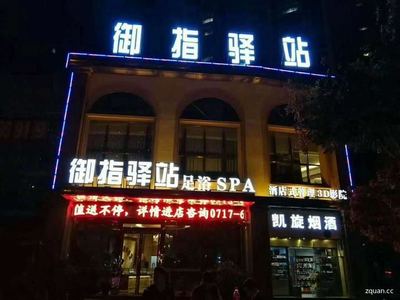 御指驿站
御指驿站足浴SPA
酒店式管理3D影院
值送不停，详情进店咨询0717-6
凯旋烟酒
zquan.cc